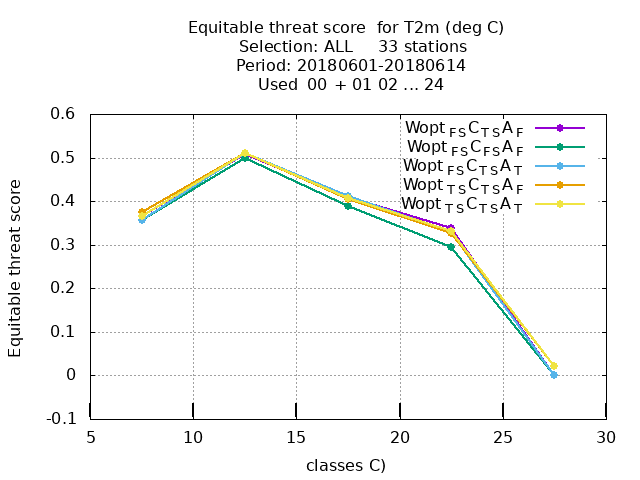 Equitable threat score  for T2m (deg C)
Selection: ALL     33 stations
Period: 20180601-20180614
Used  00 + 01 02 ... 24
Wopt FS C TS A F
Wopt FS C FS A F
Wopt FS C TS A T
Wopt TS C TS A F
Wopt TS C TS A T
0.6
0.5
0.4
0.3
0.2
0.1
0
-0.1
Equitable threat score
5 10 15 20 25 30
classes C)